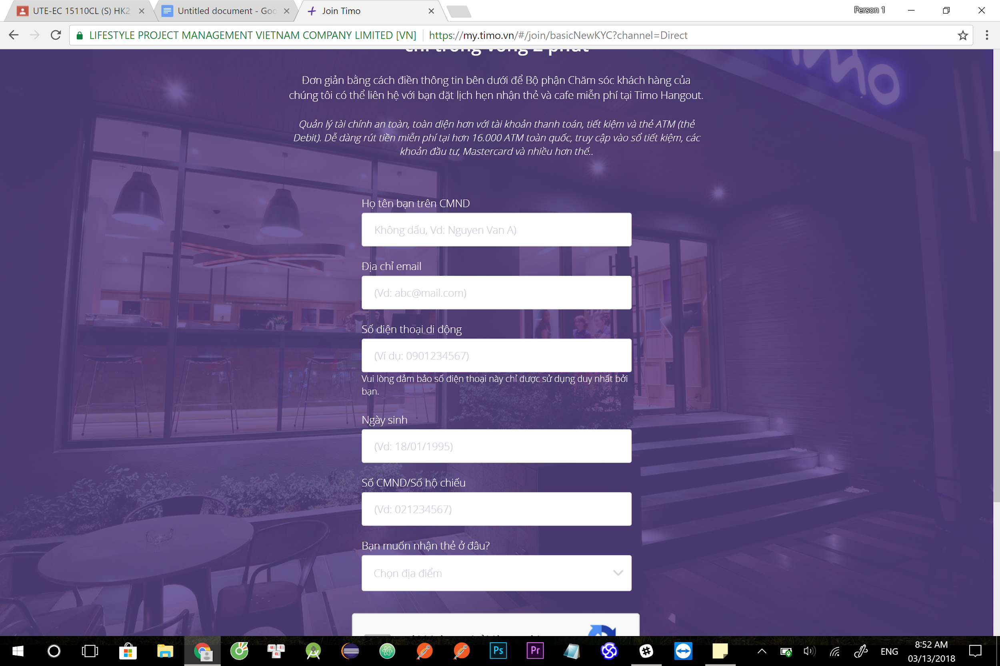 UTE-EC 15110CL (S) HK2
Untitled document - Goo
Join Timo
Person 1
LIFESTYLE PROJECT MANAGEMENT VIETNAM COMPANY LIMITED [VN]
https://my.timo.vn/#/join/basicNewKYC?channel=Direct
chỉ trong vòng 2 phút
Timo
Đơn giản bằng cách điền thông tin bên dưới để Bộ phận Chăm sóc khách hàng của
chúng tôi có thể liên hệ với bạn đặt lịch hẹn nhận thẻ và cafe miễn phí tại Timo Hangout.
Quản lý tài chính an toàn, toàn diện hơn với tài khoản thanh toán, tiết kiệm và thẻ ATM (thẻ
Debit). Dễ dàng rút tiền miễn phí tại hơn 16.000 ATM toàn quốc, truy cập vào sổ tiết kiệm, các
khoản đầu tư, Mastercard và nhiều hơn thế..
Họ tên bạn trên CMND
Không dấu, Vd: Nguyen Van A)
Địa chỉ email
(Vd: abc@mail.com)
Số điện thoại di động
(Ví dụ: 0901234567)
Vui lòng đảm bảo số điện thoại này chỉ được sử dụng duy nhất bởi
bạn.
Ngày sinh
(Vd: 18/01/1995)
Số CMND/Số hộ chiếu
(Vd: 021234567)
Bạn muốn nhận thẻ ở đâu?
Chọn địa điểm
Ps
Pr
ENG
8:52 AM
03/13/2018